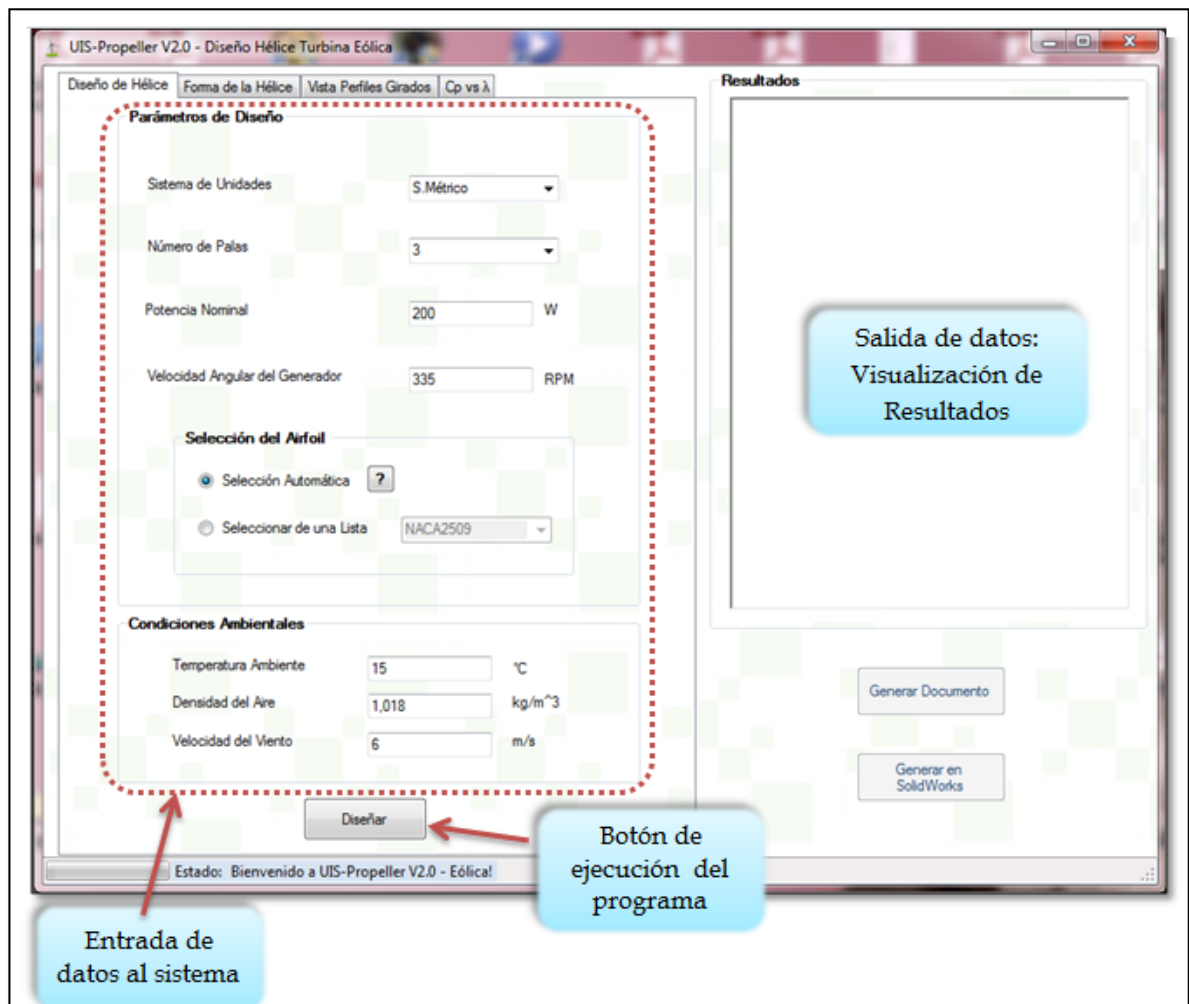 UIS-Propeller V2.0 - Diseño Hélice Turbina Eólica
Diseño de Hélice Forma de la Hélice Vista Perfiles Girados Cp vs λ
Parámetros de Diseño
Sistema de Unidades S.Métrico
Número de Palas 3
Potencia Nominal 200 W
Velocidad Angular del Generador 335 RPM
Selección del Airfoil
Selección Automática ?
Seleccionar de una Lista NACA2509
Condiciones Ambientales
Temperatura Ambiente 15 °C
Densidad del Aire 1,018 kg/m^3
Velocidad del Viento 6 m/s
Diseñar
Resultados
Salida de datos:
Visualización de
Resultados
Generar Documento
Generar en
SolidWorks
Botón de
ejecución del
programa
Estado: Bienvenido a UIS-Propeller V2.0 - Eólica!
Entrada de
datos al sistema